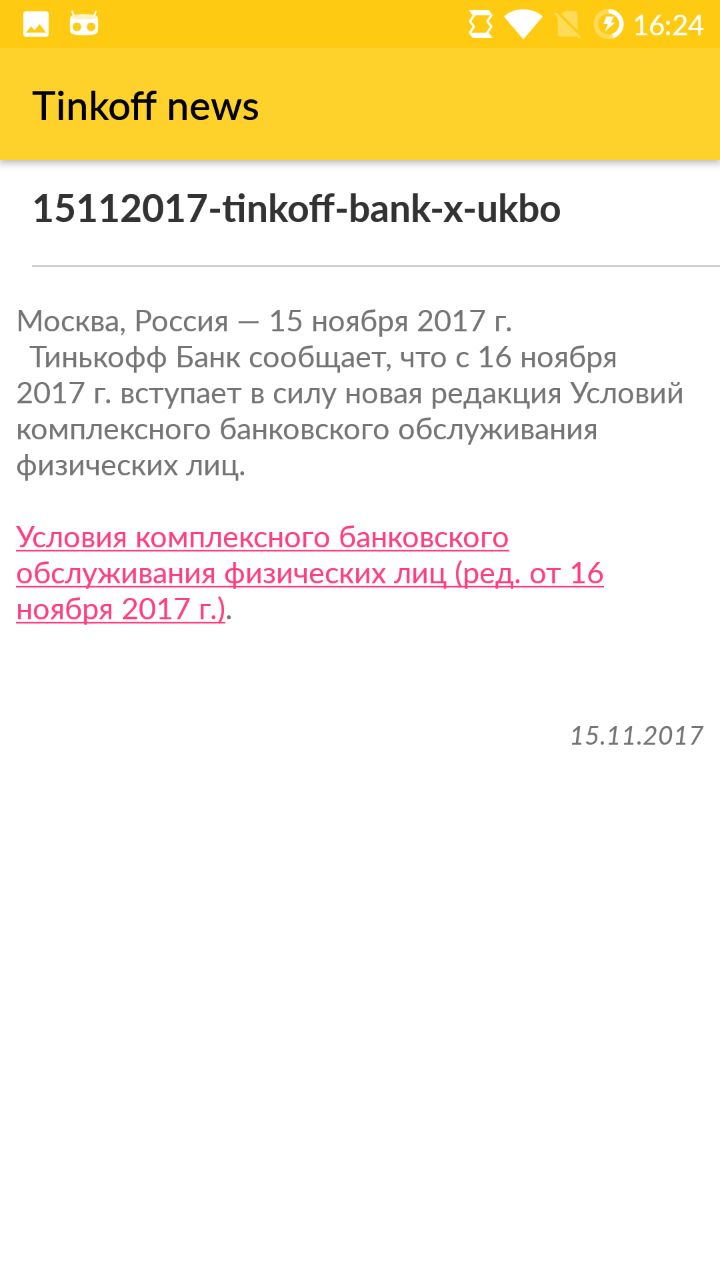 16:24
Tinkoff news
15112017-tinkoff-bank-x-ukbo
Москва, Россия — 15 ноября 2017 г.
Тинькофф Банк сообщает, что с 16 ноября
2017 г. вступает в силу новая редакция Условий
комплексного банковского обслуживания
физических лиц.
Условия комплексного банковского
обслуживания физических лиц (ред. от 16
ноября 2017 г.).
15.11.2017